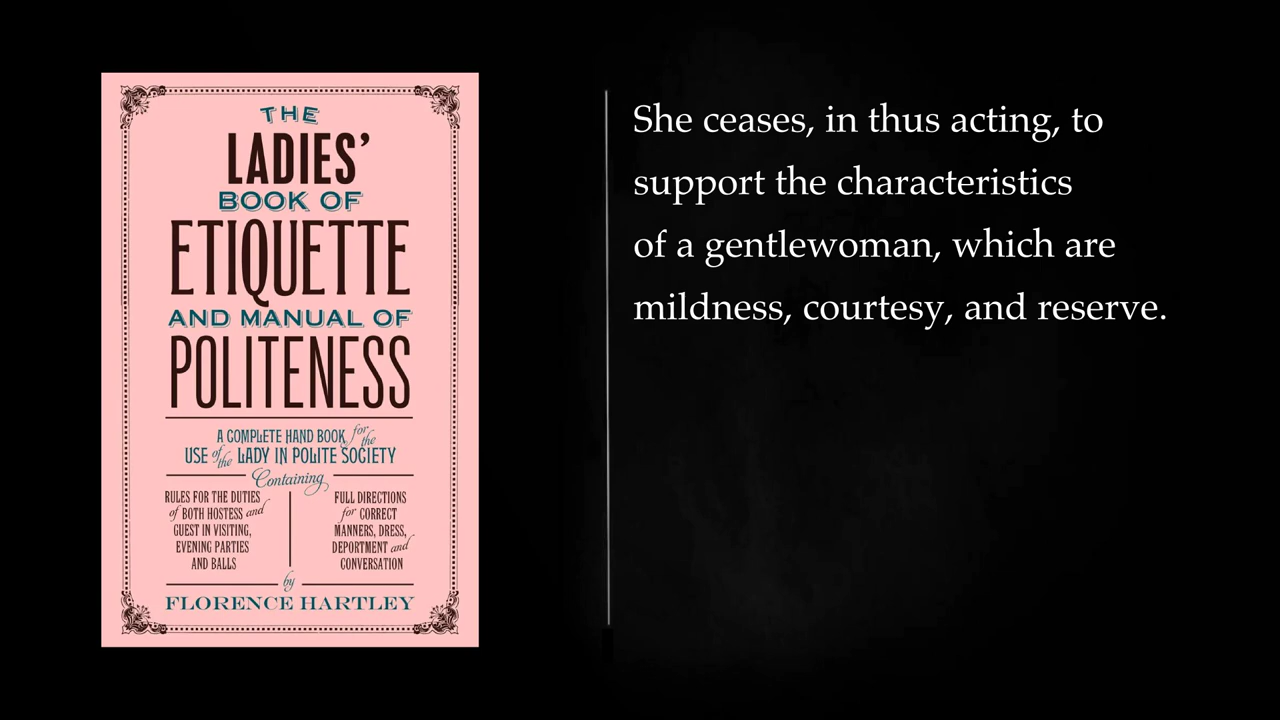 THE
LADIES'
BOOK OF
ETIQUETTE
AND MANUAL OF
POLITENESS
A COMPLETE HAND BOOK for the
USE of the LADY IN POLITE SOCIETY
Containing
RULES FOR THE DUTIES
of BOTH HOSTESS and
GUEST IN VISITING,
EVENING PARTIES
AND BALLS
FULL DIRECTIONS
for CORRECT
MANNERS, DRESS,
DEPORTMENT and
CONVERSATION
by
FLORENCE HARTLEY
She ceases, in thus acting, to
support the characteristics
of a gentlewoman, which are
mildness, courtesy, and reserve.